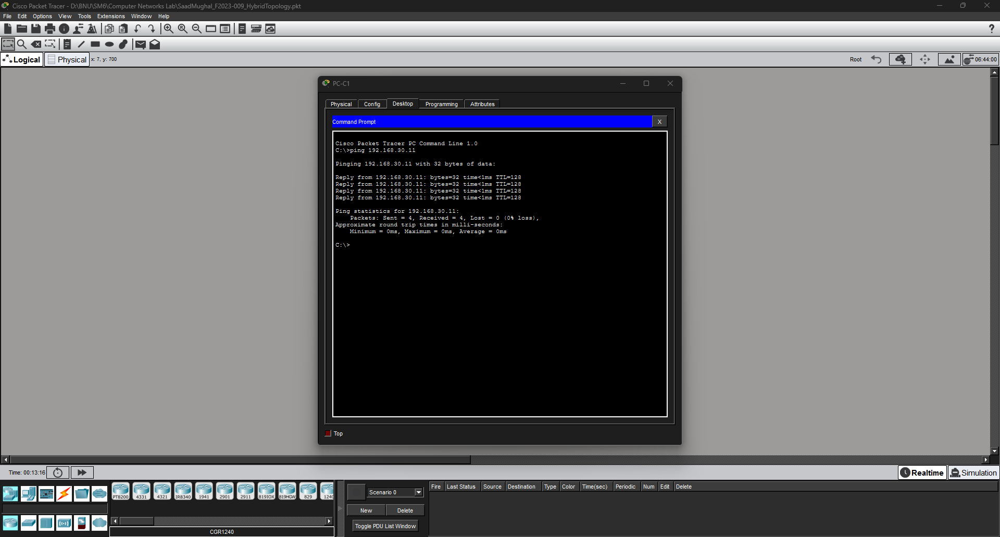 Cisco Packet Tracer - D:\BNU\SM6\Computer Networks Lab\SaadMughal_F2023-009_HybridTopology.pkt
File Edit Options View Tools Extensions Window Help
?
Logical Physical x: 7, y: 700 Root 06:44:00
PC-C1
Physical Config Desktop Programming Attributes
Command Prompt X
Cisco Packet Tracer PC Command Line 1.0
C:\>ping 192.168.30.11
Pinging 192.168.30.11 with 32 bytes of data:
Reply from 192.168.30.11: bytes=32 time<1ms TTL=128
Reply from 192.168.30.11: bytes=32 time<1ms TTL=128
Reply from 192.168.30.11: bytes=32 time<1ms TTL=128
Reply from 192.168.30.11: bytes=32 time<1ms TTL=128
Ping statistics for 192.168.30.11:
Packets: Sent = 4, Received = 4, Lost = 0 (0% loss),
Approximate round trip times in milli-seconds:
Minimum = 0ms, Maximum = 0ms, Average = 0ms
C:\>
Top
Time: 00:13:16 Realtime Simulation
PT8200 4331 4321 IR8340 1941 2901 2911 819IOX 819HGW 829 1240
CGR1240
Scenario 0
New Delete
Toggle PDU List Window
Fire Last Status Source Destination Type Color Time(sec) Periodic Num Edit Delete